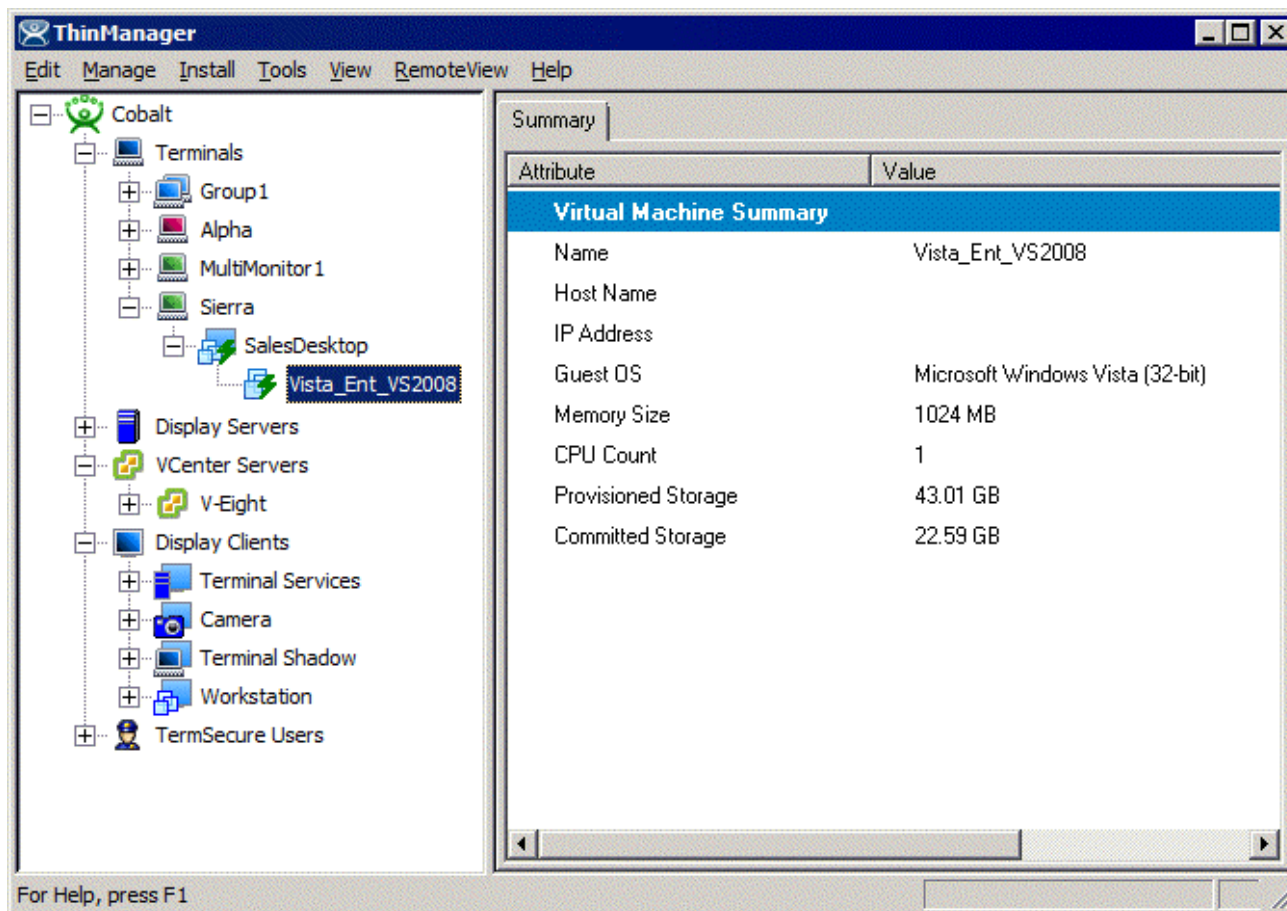 ThinManager
Edit Manage Install Tools View RemoteView Help
Cobalt
Terminals
Group1
Alpha
MultiMonitor1
Sierra
SalesDesktop
Vista_Ent_VS2008
Display Servers
VCenter Servers
V-Eight
Display Clients
Terminal Services
Camera
Terminal Shadow
Workstation
TermSecure Users
Summary
Attribute Value
Virtual Machine Summary
Name Vista_Ent_VS2008
Host Name
IP Address
Guest OS Microsoft Windows Vista (32-bit)
Memory Size 1024 MB
CPU Count 1
Provisioned Storage 43.01 GB
Committed Storage 22.59 GB
For Help, press F1